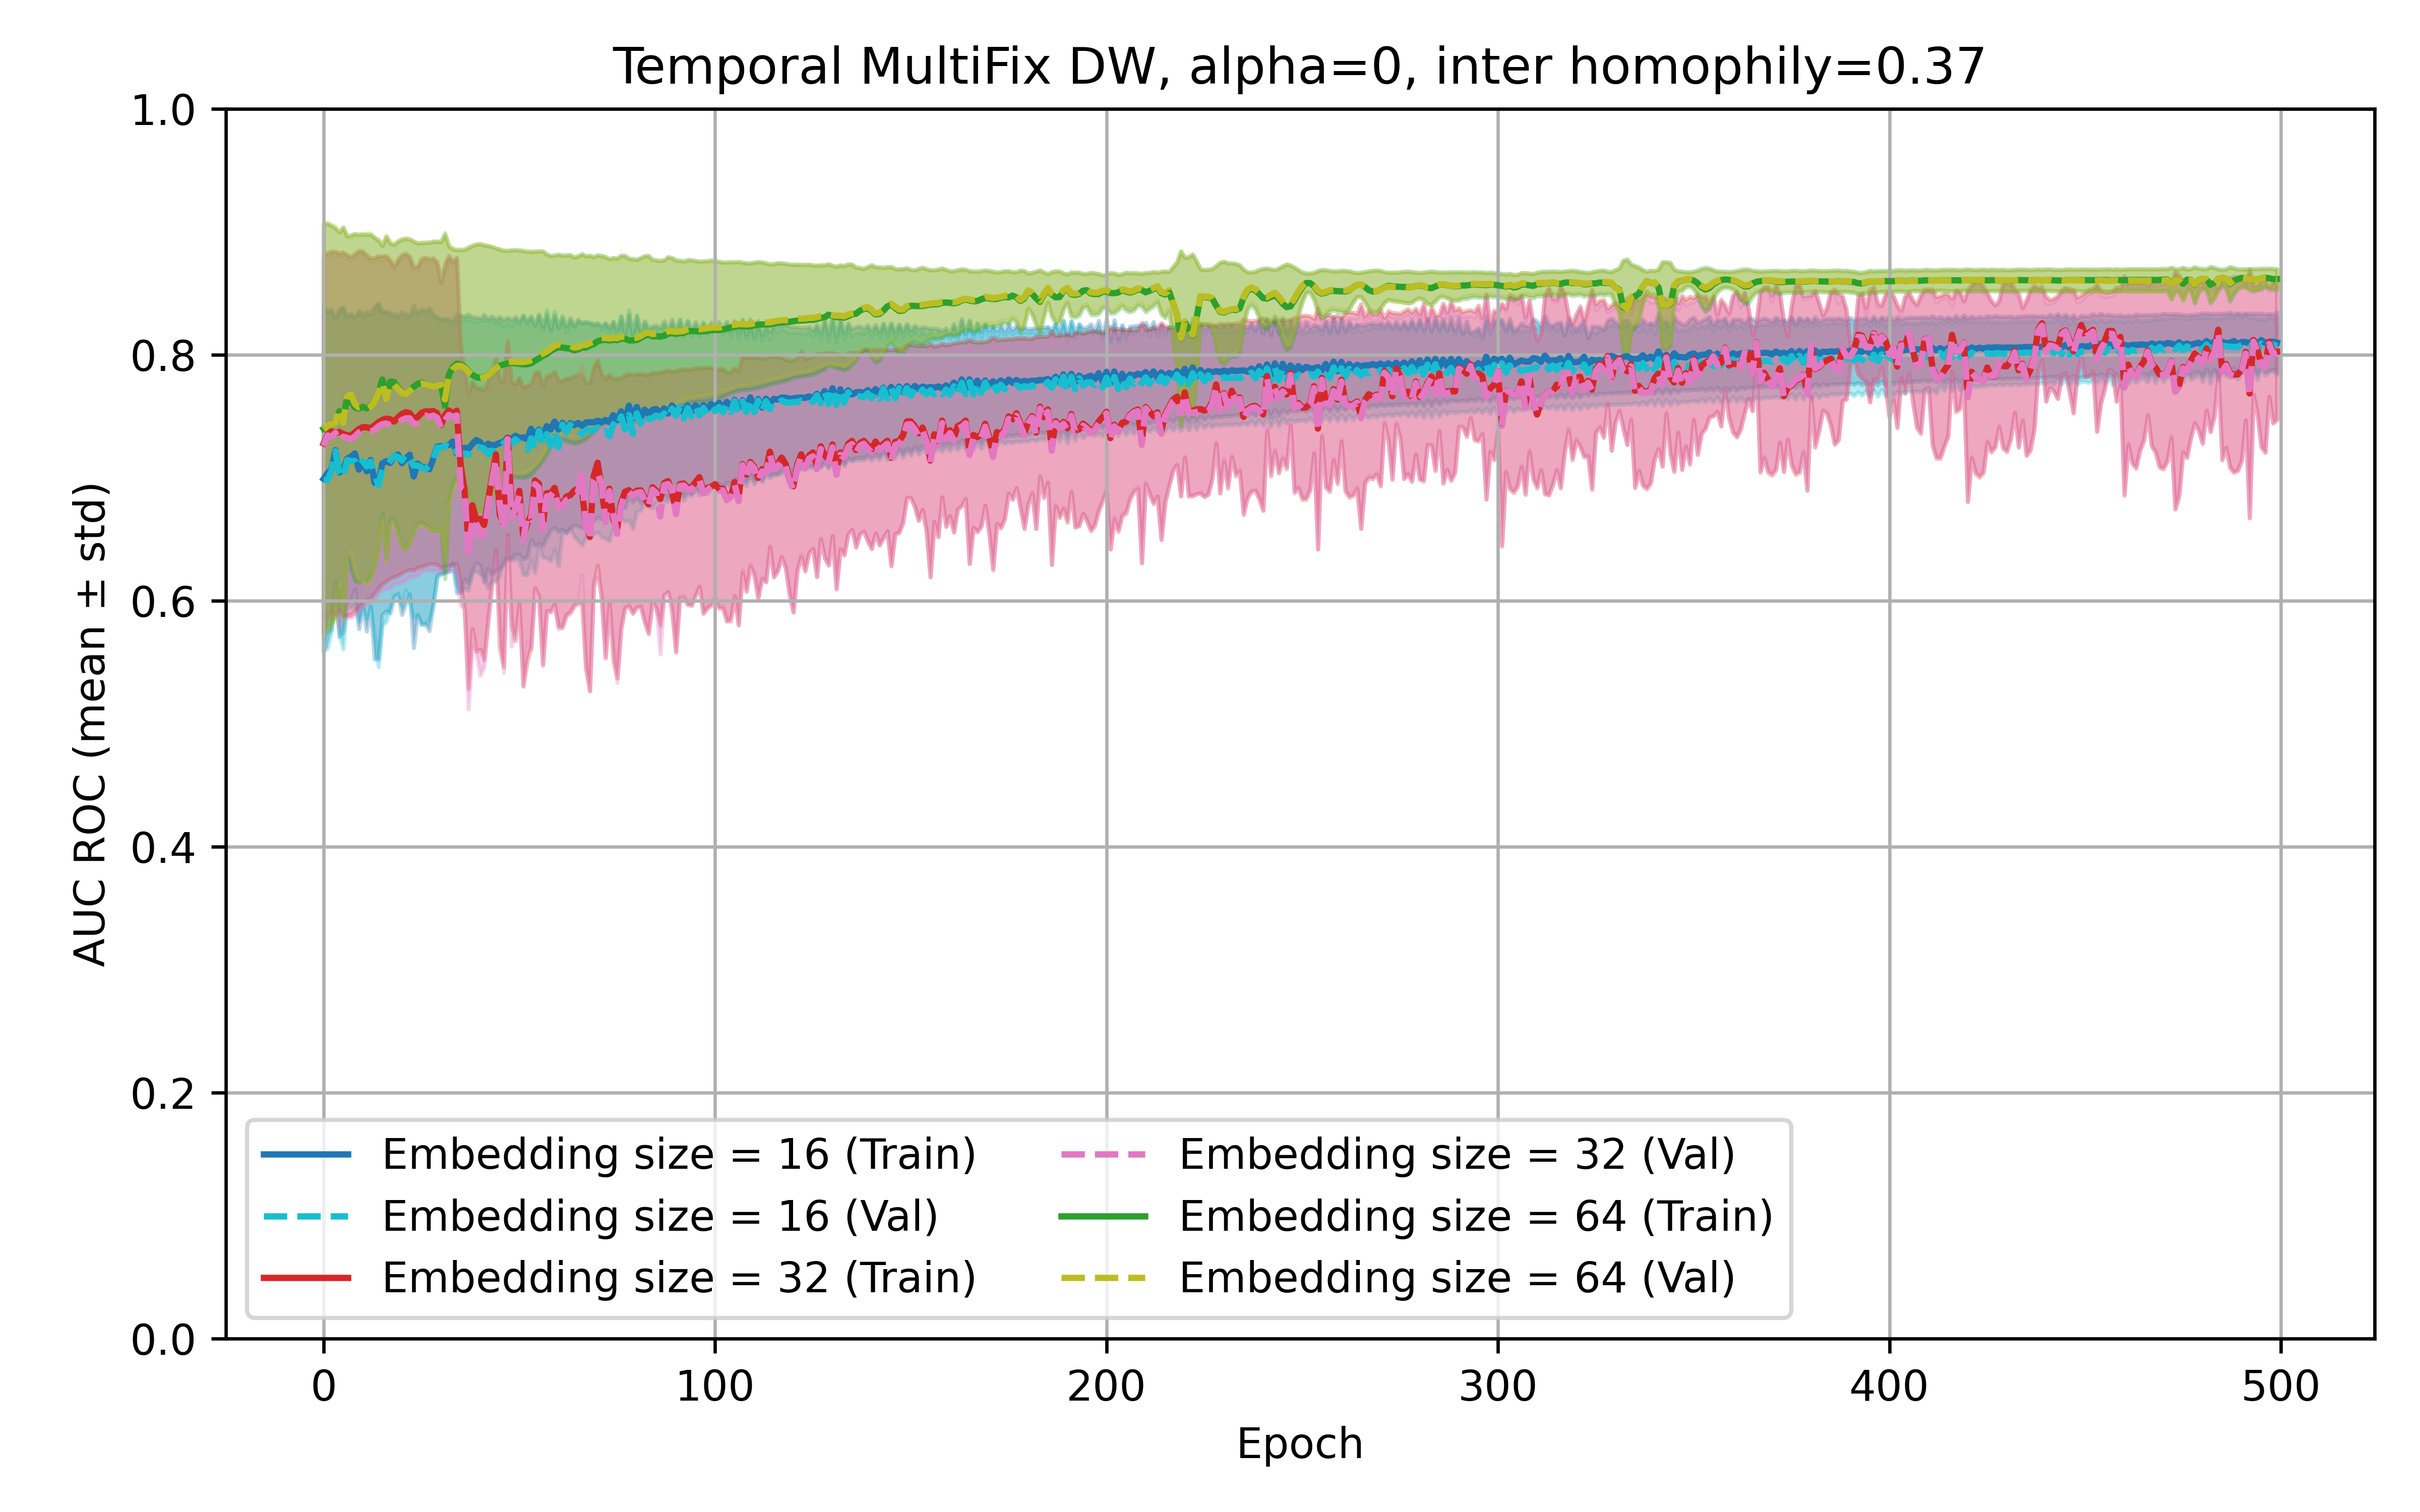 Temporal MultiFix DW, alpha=0, inter homophily=0.37
AUC ROC (mean ± std)
1.0
0.8
0.6
0.4
0.2
0.0
Embedding size = 16 (Train)
Embedding size = 16 (Val)
Embedding size = 32 (Train)
Embedding size = 32 (Val)
Embedding size = 64 (Train)
Embedding size = 64 (Val)
0 100 200 300 400 500
Epoch